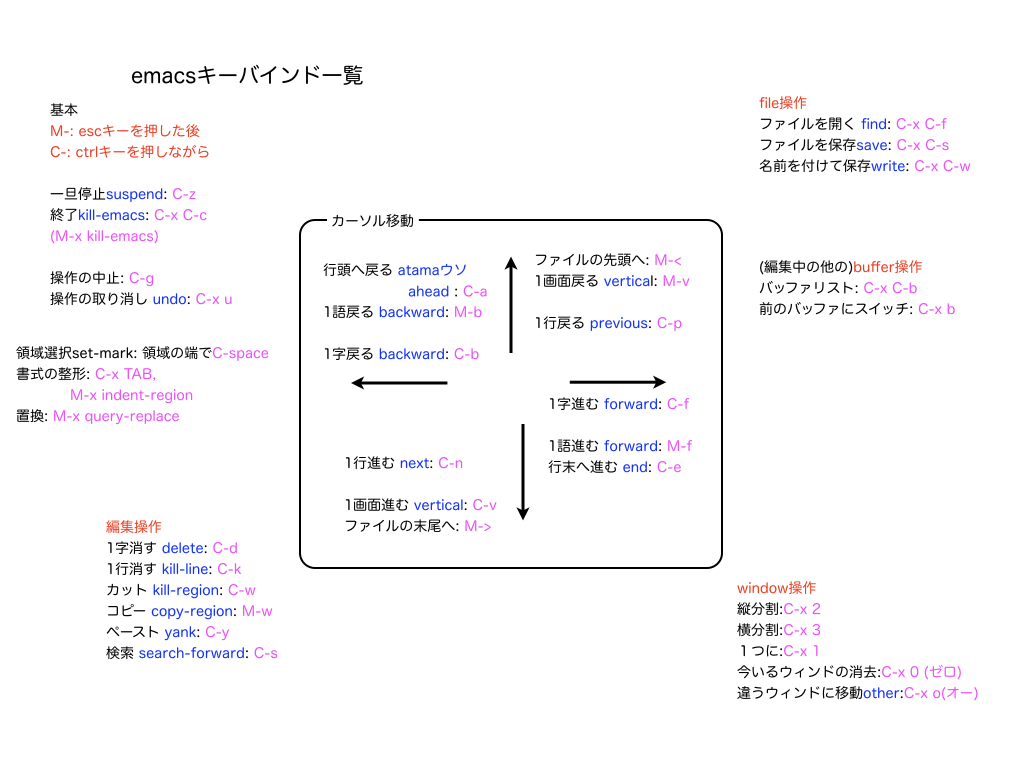 emacsキーバインド一覧
基本
M-: escキーを押した後
C-: ctrlキーを押しながら
一旦停止suspend: C-z
終了kill-emacs: C-x C-c
(M-x kill-emacs)
操作の中止: C-g
操作の取り消し undo: C-x u
領域選択set-mark: 領域の端でC-space
書式の整形: C-x TAB,
M-x indent-region
置換: M-x query-replace
編集操作
1字消す delete: C-d
1行消す kill-line: C-k
カット kill-region: C-w
コピー copy-region: M-w
ペースト yank: C-y
検索 search-forward: C-s
カーソル移動
行頭へ戻る atamaウソ
ahead : C-a
1語戻る backward: M-b
1字戻る backward: C-b
ファイルの先頭へ: M-<
1画面戻る vertical: M-v
1行戻る previous: C-p
1字進む forward: C-f
1語進む forward: M-f
行末へ進む end: C-e
1行進む next: C-n
1画面進む vertical: C-v
ファイルの末尾へ: M->
file操作
ファイルを開く find: C-x C-f
ファイルを保存save: C-x C-s
名前を付けて保存write: C-x C-w
(編集中の他の)buffer操作
バッファリスト: C-x C-b
前のバッファにスイッチ: C-x b
window操作
縦分割:C-x 2
横分割:C-x 3
１つに:C-x 1
今いるウィンドの消去:C-x 0 (ゼロ)
違うウィンドに移動other:C-x o(オー)